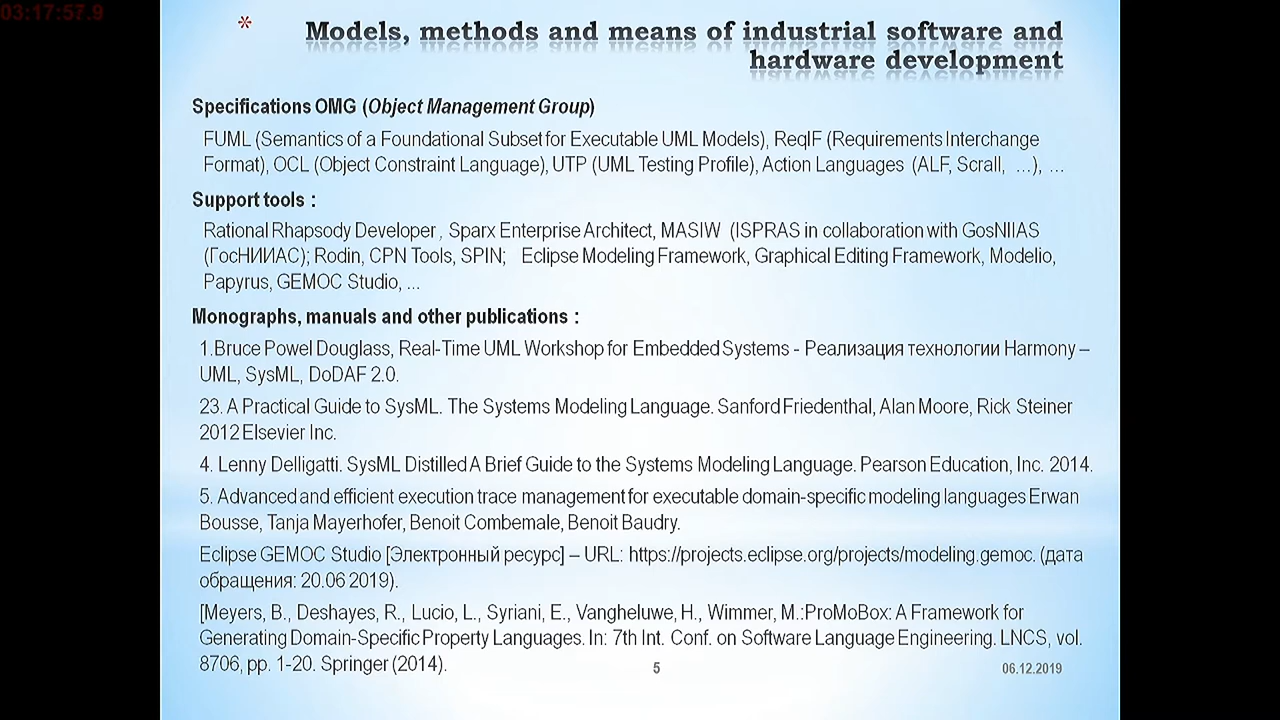 03:17:57.9
* Models, methods and means of industrial software and
hardware development
Specifications OMG (Object Management Group)
FUML (Semantics of a Foundational Subset for Executable UML Models), ReqIF (Requirements Interchange
Format), OCL (Object Constraint Language), UTP (UML Testing Profile), Action Languages (ALF, Scrall, ...), ...
Support tools :
Rational Rhapsody Developer , Sparx Enterprise Architect, MASIW (ISPRAS in collaboration with GosNIIAS
(ГосНИИАС); Rodin, CPN Tools, SPIN; Eclipse Modeling Framework, Graphical Editing Framework, Modelio,
Papyrus, GEMOC Studio, ...
Monographs, manuals and other publications :
1.Bruce Powel Douglass, Real-Time UML Workshop for Embedded Systems - Реализация технологии Harmony –
UML, SysML, DoDAF 2.0.
23. A Practical Guide to SysML. The Systems Modeling Language. Sanford Friedenthal, Alan Moore, Rick Steiner
2012 Elsevier Inc.
4. Lenny Delligatti. SysML Distilled A Brief Guide to the Systems Modeling Language. Pearson Education, Inc. 2014.
5. Advanced and efficient execution trace management for executable domain-specific modeling languages Erwan
Bousse, Tanja Mayerhofer, Benoit Combemale, Benoit Baudry.
Eclipse GEMOC Studio [Электронный ресурс] – URL: https://projects.eclipse.org/projects/modeling.gemoc. (дата
обращения: 20.06 2019).
[Meyers, B., Deshayes, R., Lucio, L., Syriani, E., Vangheluwe, H., Wimmer, M.:ProMoBox: A Framework for
Generating Domain-Specific Property Languages. In: 7th Int. Conf. on Software Language Engineering. LNCS, vol.
8706, pp. 1-20. Springer (2014).
5
06.12.2019